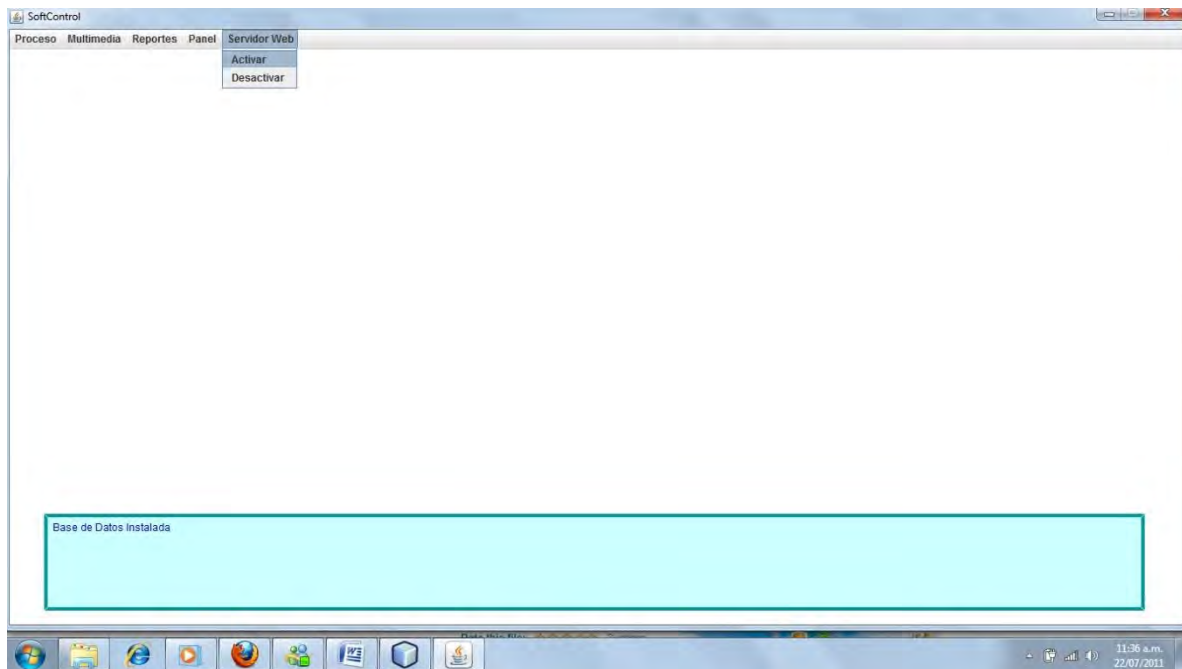 SoftControl
Proceso Multimedia Reportes Panel Servidor Web
Activar
Desactivar
Base de Datos Instalada
11:36 a.m.
22/07/2011